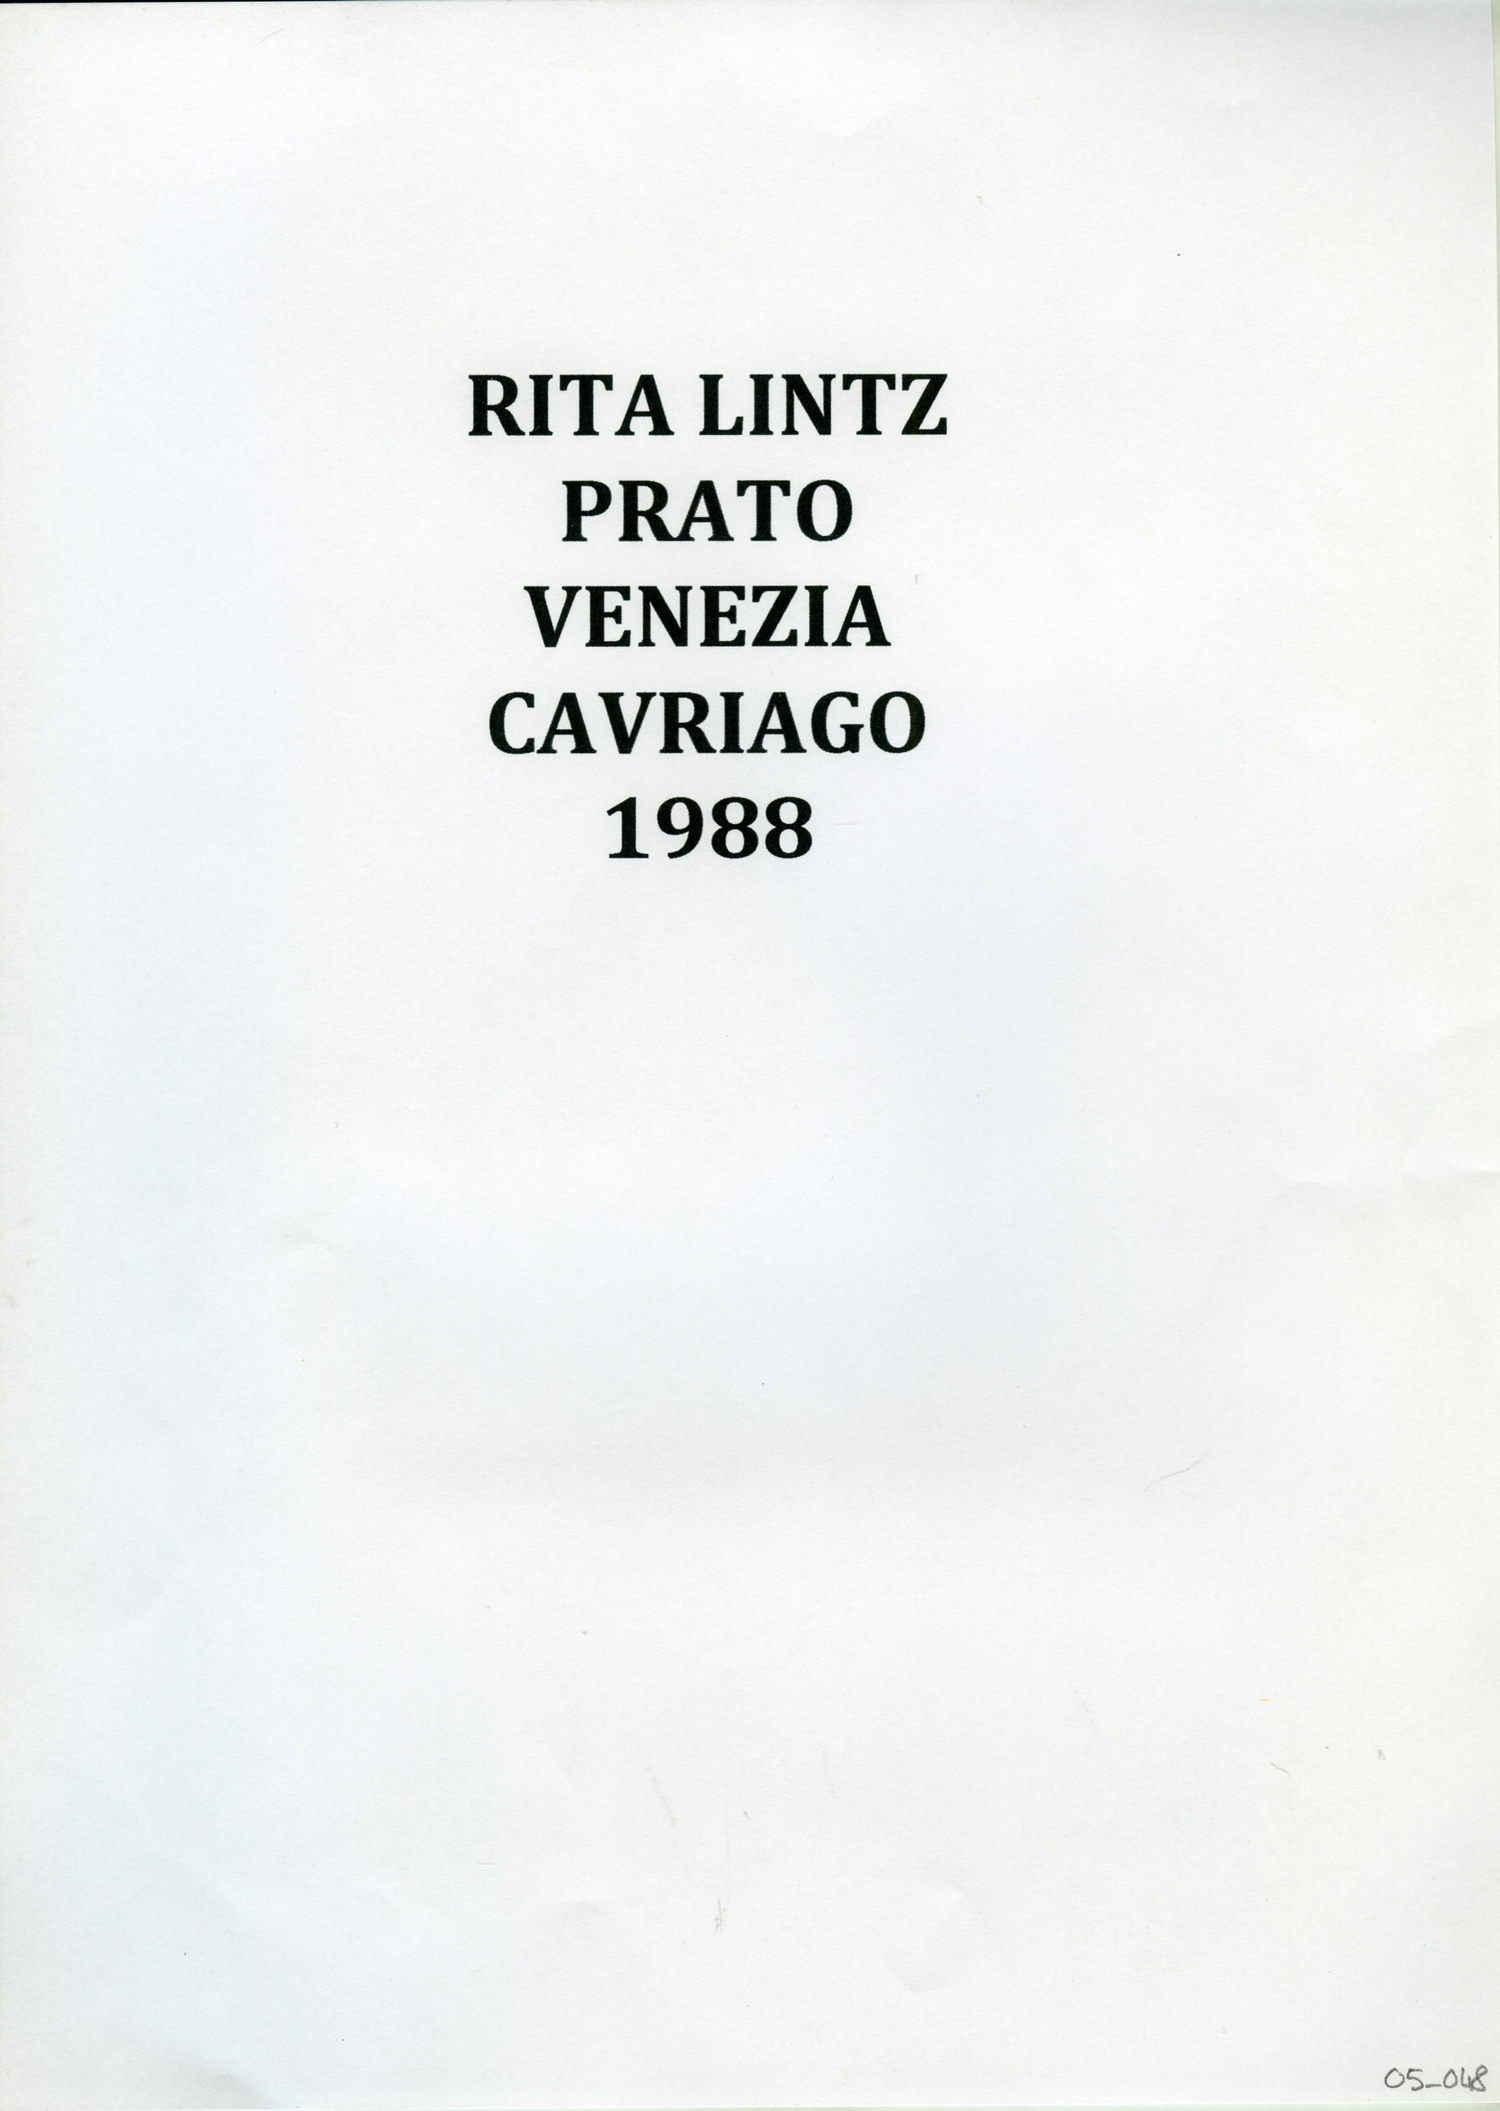 RITA LINTZ
PRATO
VENEZIA
CAVRIAGO
1988
05_048